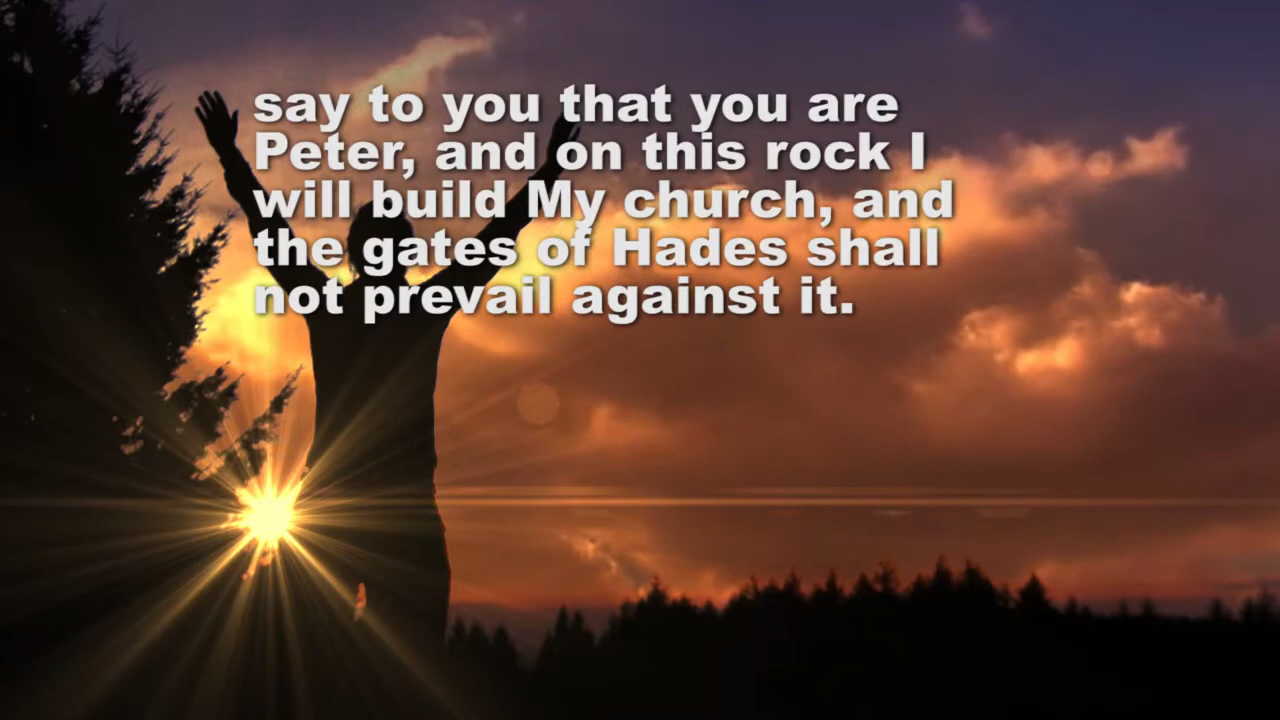 say to you that you are
Peter, and on this rock I
will build My church, and
the gates of Hades shall
not prevail against it.